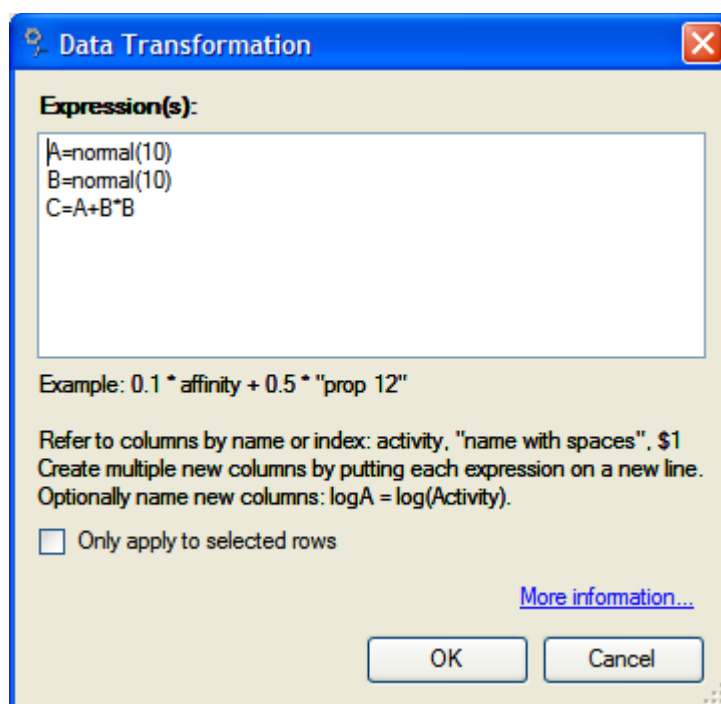 Data Transformation
Expression(s):
A=normal(10)
B=normal(10)
C=A+B*B
Example: 0.1 * affinity + 0.5 * "prop 12"
Refer to columns by name or index: activity, "name with spaces", $1
Create multiple new columns by putting each expression on a new line.
Optionally name new columns: logA = log(Activity).
Only apply to selected rows
More information...
OK Cancel